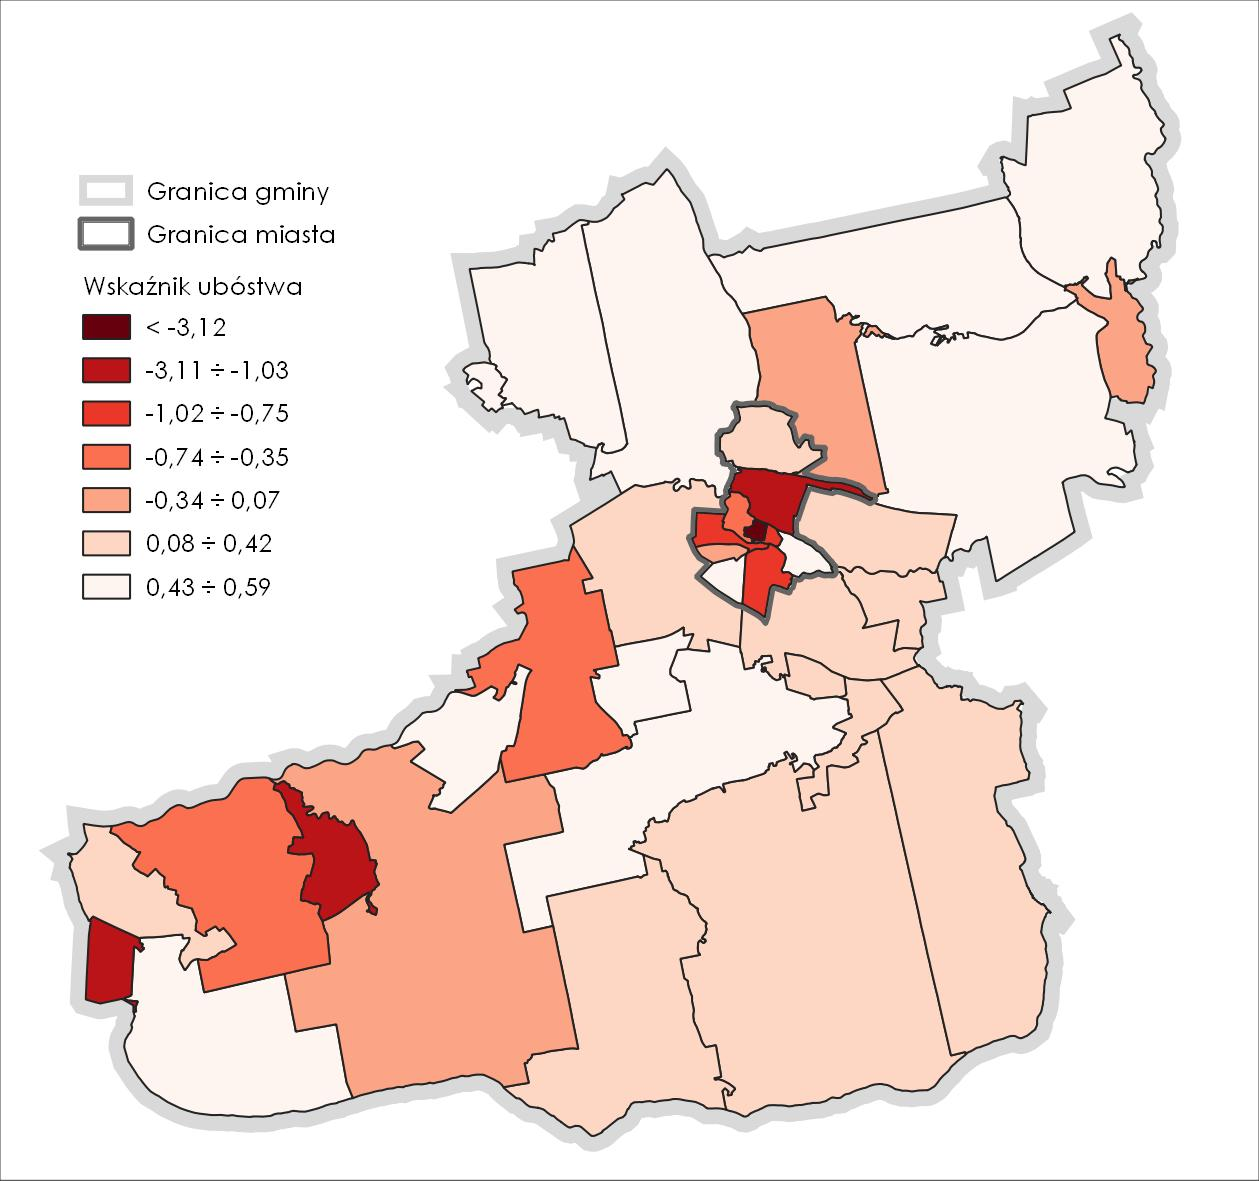 Granica gminy
Granica miasta
Wskaźnik ubóstwa
< -3,12
-3,11 ÷ -1,03
-1,02 ÷ -0,75
-0,74 ÷ -0,35
-0,34 ÷ 0,07
0,08 ÷ 0,42
0,43 ÷ 0,59